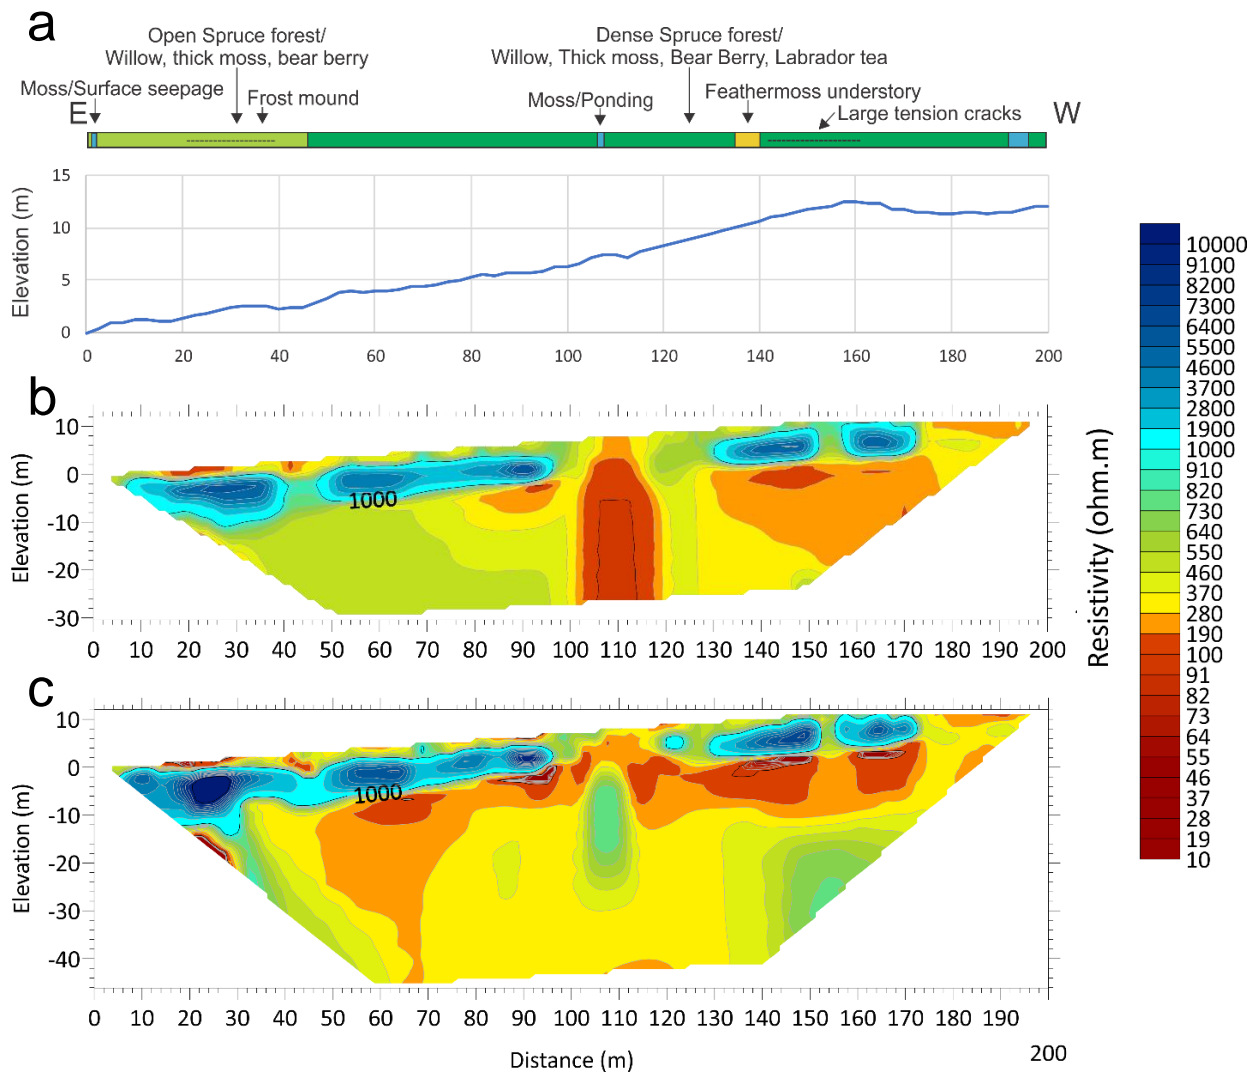 a
Open Spruce forest/
Willow, thick moss, bear berry
Dense Spruce forest/
Willow, Thick moss, Bear Berry, Labrador tea
Moss/Surface seepage
Frost mound
Moss/Ponding
Feathermoss understory
Large tension cracks
E
W
Elevation (m)
15
10
5
0
0 20 40 60 80 100 120 140 160 180 200
b
Elevation (m)
10
0
-10
-20
-30
1000
0 10 20 30 40 50 60 70 80 90 100 110 120 130 140 150 160 170 180 190 200
c
Elevation (m)
10
0
-10
-20
-30
-40
1000
0 10 20 30 40 50 60 70 80 90 100 110 120 130 140 150 160 170 180 190
200
Distance (m)
Resistivity (ohm.m)
10000
9100
8200
7300
6400
5500
4600
3700
2800
1900
1000
910
820
730
640
550
460
370
280
190
100
91
82
73
64
55
46
37
28
19
10